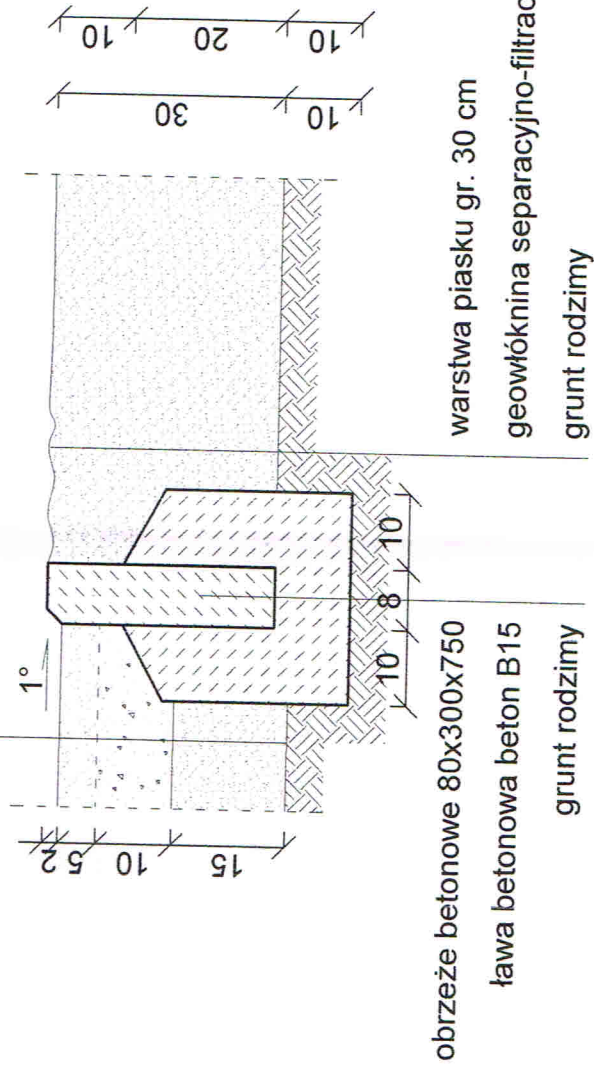 1°
2
5
10
15
10
20
10
30
10
10
8
10
obrzeże betonowe 80x300x750
ława betonowa beton B15
grunt rodzimy
warstwa piasku gr. 30 cm
geowłóknina separacyjno-filtrac
grunt rodzimy